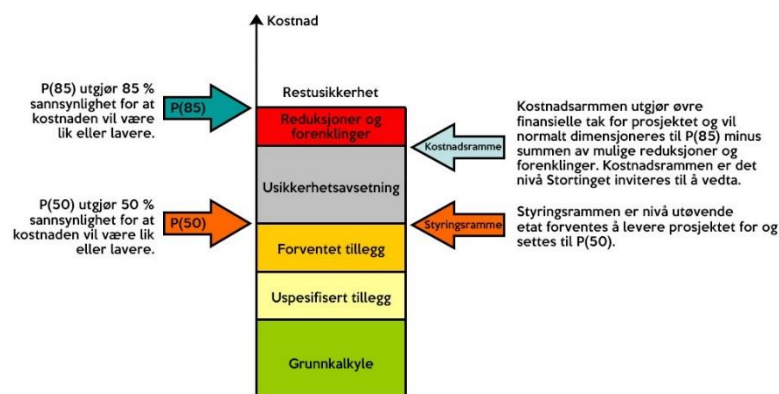 Kostnad
P(85) utgjør 85 %
sannsynlighet for at
kostnaden vil være
lik eller lavere.
P(85)
Restusikkerhet
Reduksjoner og
forenklinger
Kostnadsramme
Kostnadsarmmen utgjør øvre
finansielle tak for prosjektet og vil
normalt dimensjoneres til P(85) minus
summen av mulige reduksjoner og
forenklinger. Kostnadsrammen er det
nivå Stortinget inviteres til å vedta.
Usikkerhetsavsetning
P(50) utgjør 50 %
sannsynlighet for at
kostnaden vil være lik
eller lavere.
P(50)
Styringsramme
Styringsrammen er nivå utøvende
etat forventes å levere prosjektet for og
settes til P(50).
Forventet tillegg
Uspesifisert tillegg
Grunnkalkyle